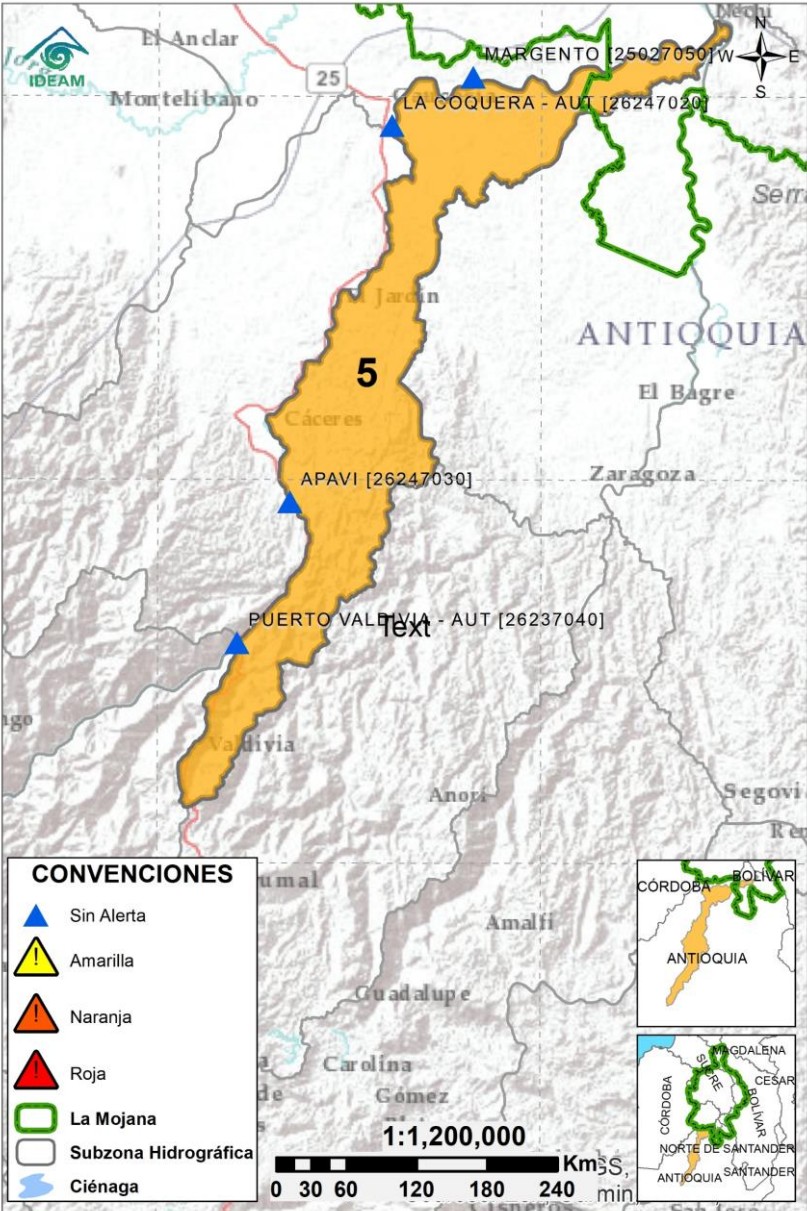 IDEAM
El Anclar
Nechí
N
W
E
S
MARGENTO [25027050]
25
Montelíbano
LA COQUERA - AUT [26247020]
El Jardín
ANTIOQUIA
5
El Bagre
Cáceres
Zaragoza
APAVI [26247030]
PUERTO VALDIVIA - AUT [26237040]
Text
Valdivia
Anorí
CONVENCIONES
Sin Alerta
Amarilla
Naranja
Roja
La Mojana
Subzona Hidrográfica
Ciénaga
Amalfi
Guadalupe
Carolina
Gómez
1:1,200,000
Km
0 30 60 120 180 240
BOLÍVAR
CÓRDOBA
ANTIOQUIA
MAGDALENA
SUCRE
CESAR
CÓRDOBA
BOLÍVAR
NORTE DE SANTANDER
ANTIOQUIA
SANTANDER